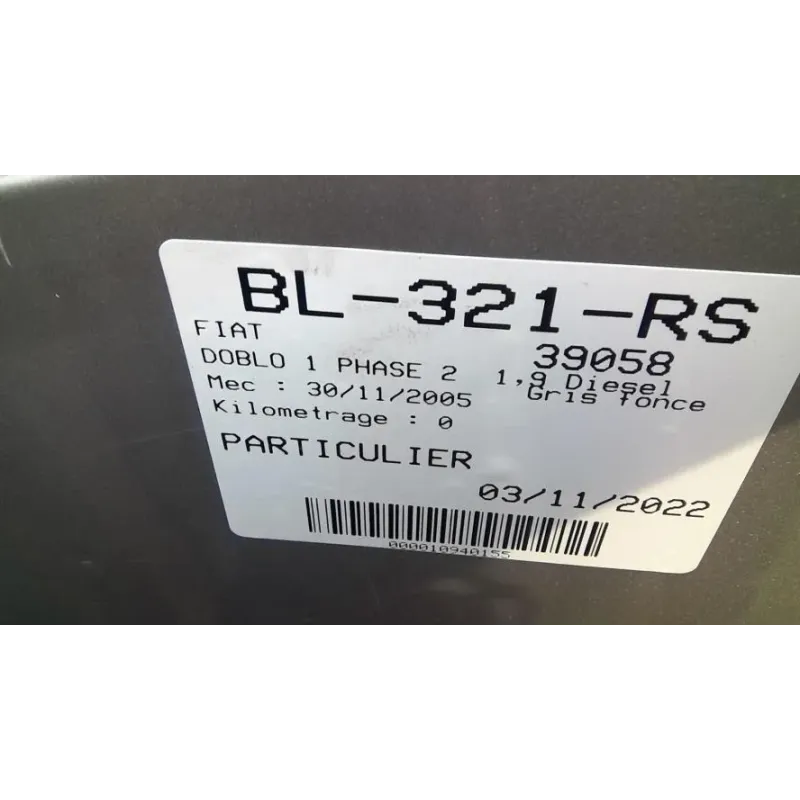 BL-321-RS
FIAT 39058
DOBLO 1 PHASE 2 1,9 Diesel
Mec : 30/11/2005 Gris fonce
Kilometrage : 0
PARTICULIER
03/11/2022
000010940155